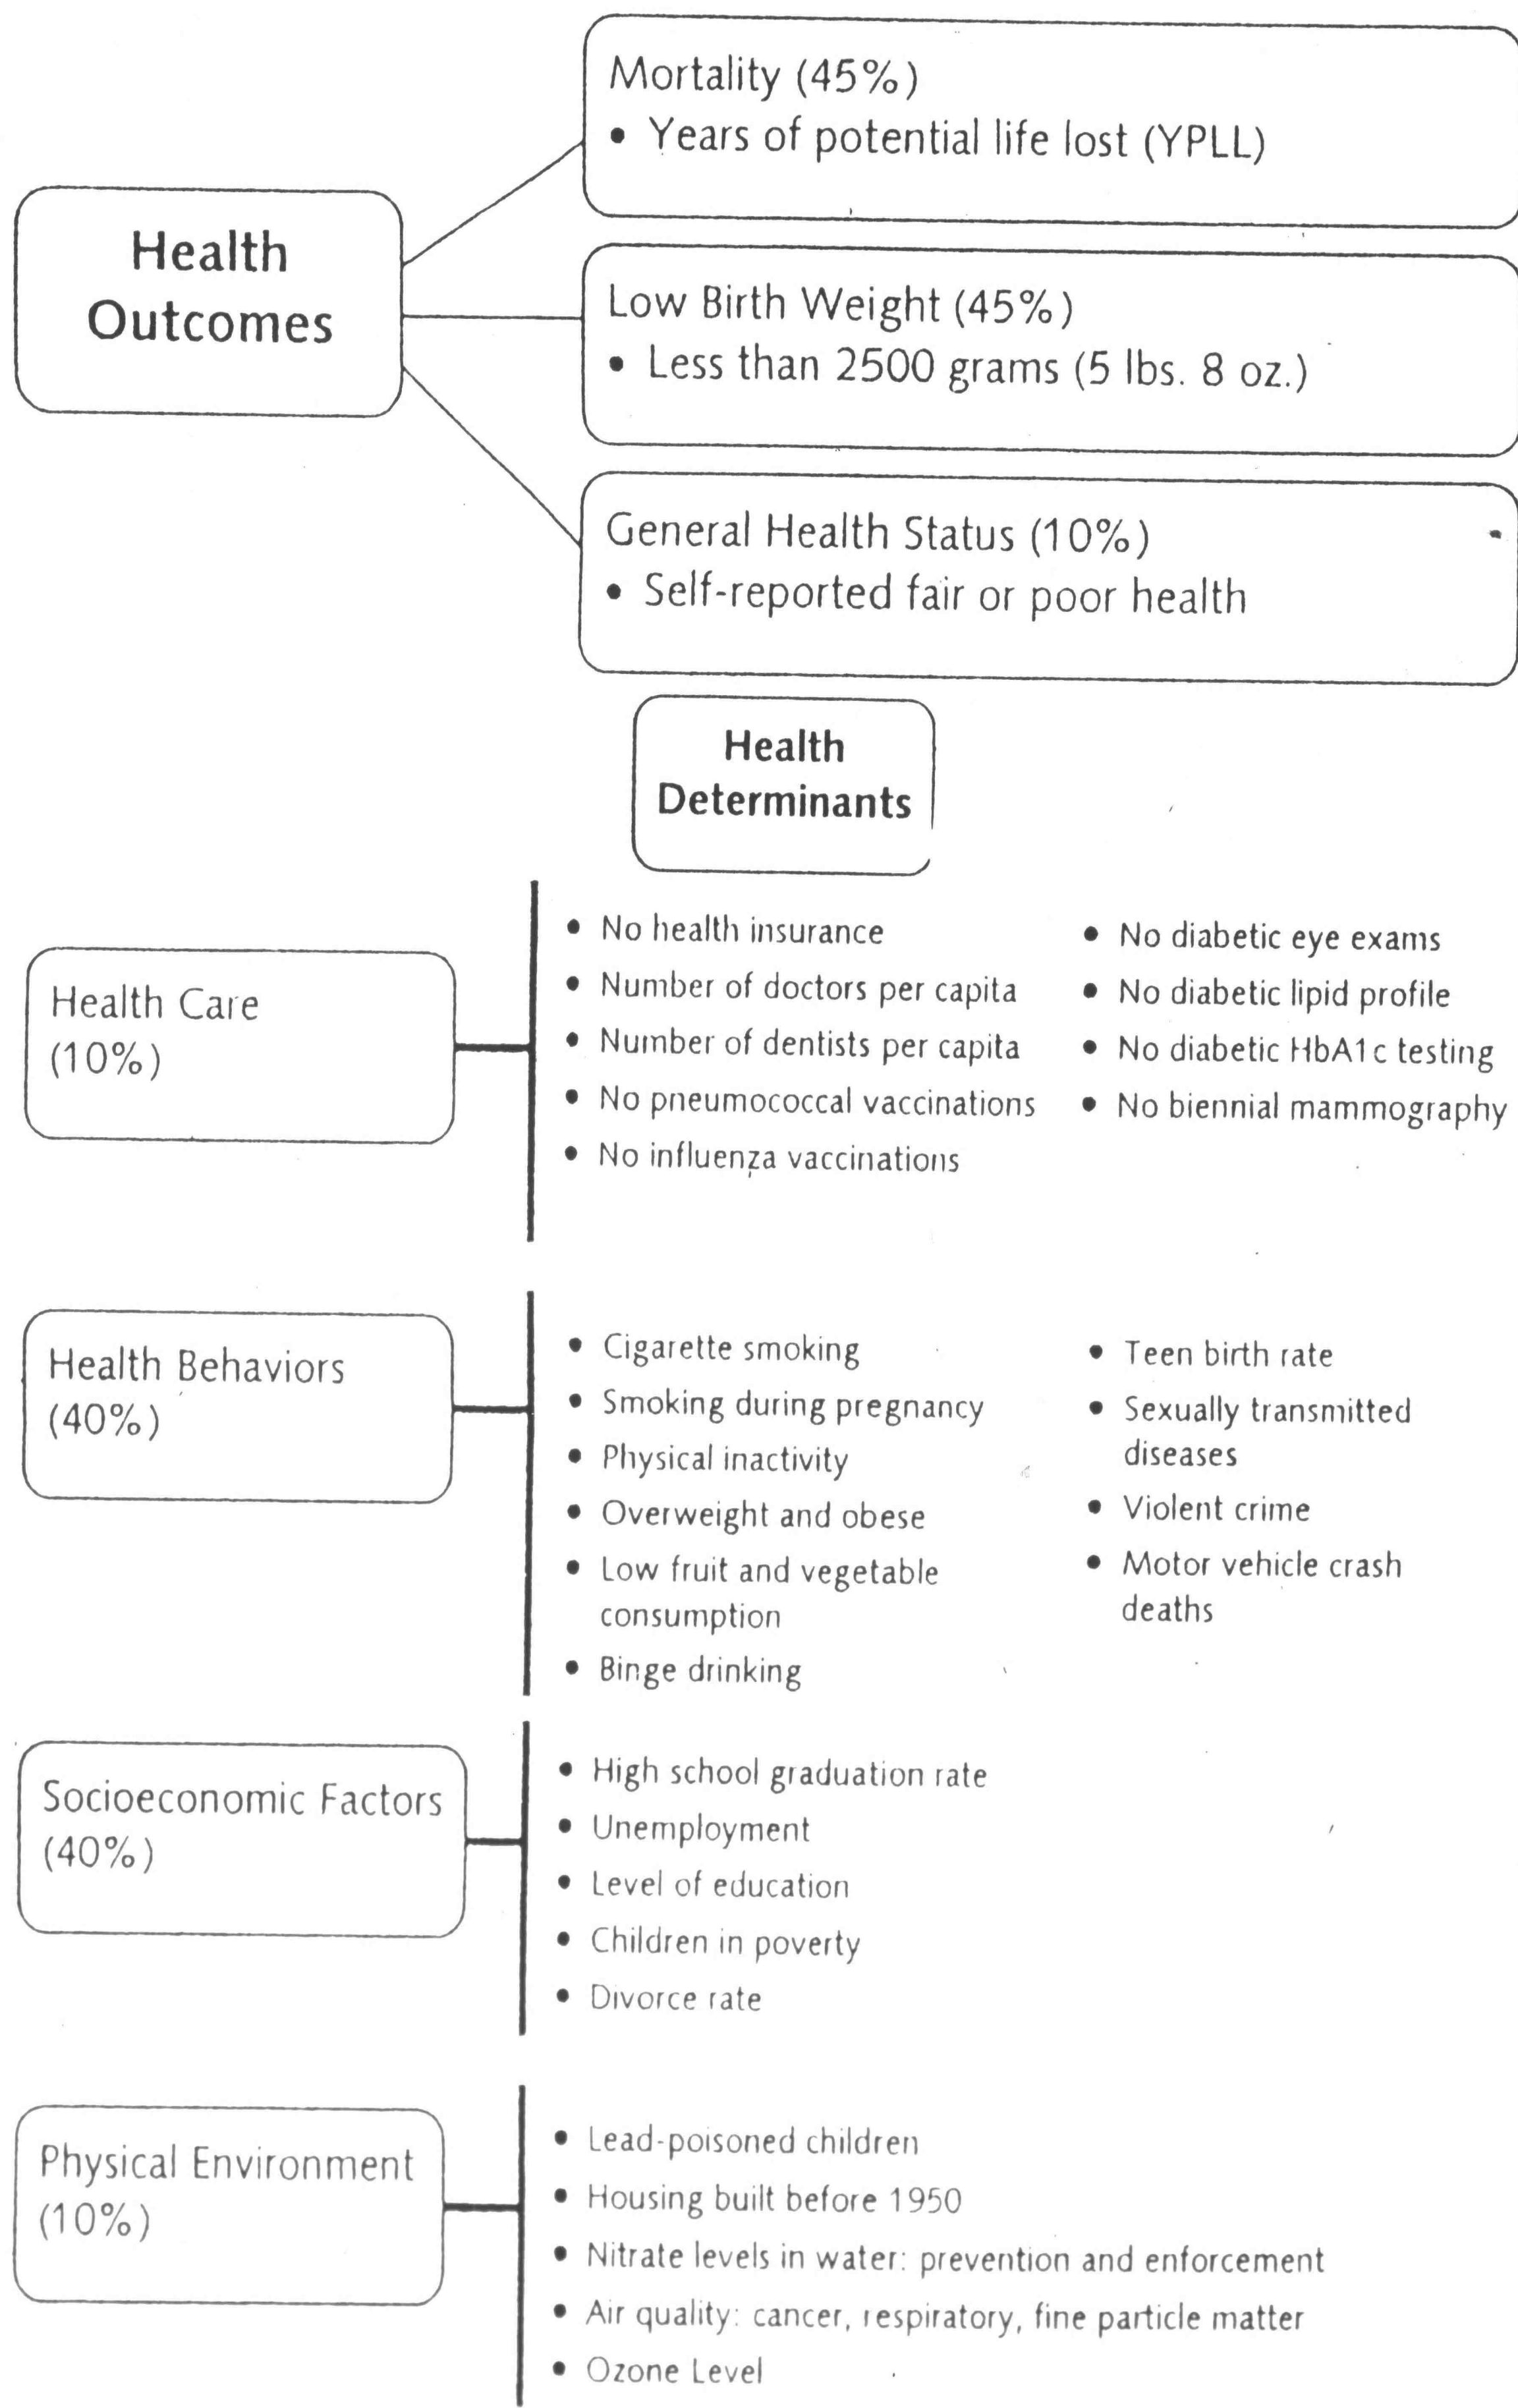 Health
Outcomes
Mortality (45%)
• Years of potential life lost (YPLL)
Low Birth Weight (45%)
• Less than 2500 grams (5 lbs. 8 oz.)
General Health Status (10%)
• Self-reported fair or poor health
Health
Determinants
Health Care
(10%)
• No health insurance
• Number of doctors per capita
• Number of dentists per capita
• No pneumococcal vaccinations
• No influenza vaccinations
• No diabetic eye exams
• No diabetic lipid profile
• No diabetic HbA1c testing
• No biennial mammography
Health Behaviors
(40%)
• Cigarette smoking
• Smoking during pregnancy
• Physical inactivity
• Overweight and obese
• Low fruit and vegetable
consumption
• Binge drinking
• Teen birth rate
• Sexually transmitted
diseases
• Violent crime
• Motor vehicle crash
deaths
Socioeconomic Factors
(40%)
• High school graduation rate
• Unemployment
• Level of education
• Children in poverty
• Divorce rate
Physical Environment
(10%)
• Lead-poisoned children
• Housing built before 1950
• Nitrate levels in water: prevention and enforcement
• Air quality: cancer, respiratory, fine particle matter
• Ozone Level